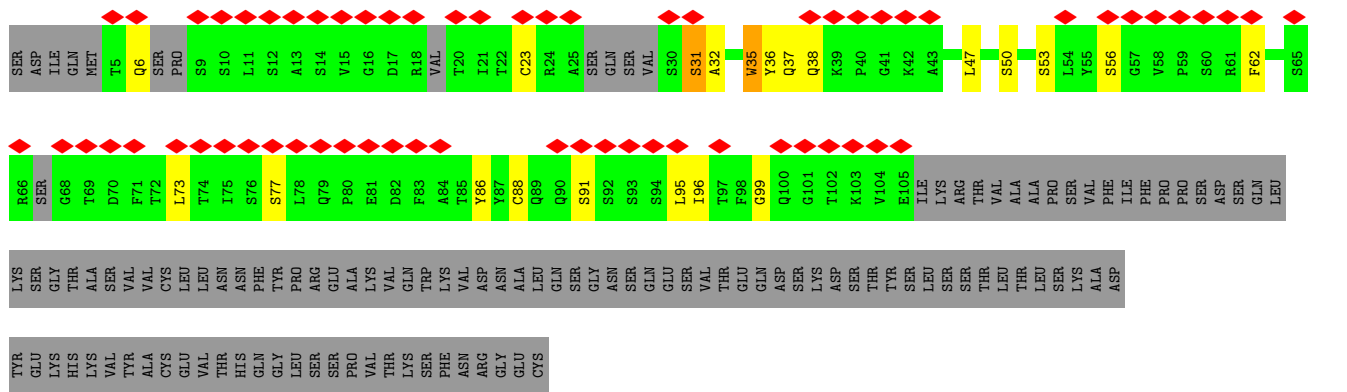 SER ASP ILE GLN MET T5 Q6 SER PRO S9 S10 L11 S12 A13 S14 V15 G16 D17 R18 VAL T20 I21 T22 C23 R24 A25 SER GLN SER VAL S30 S31 A32 W35 Y36 Q37 Q38 K39 P40 G41 K42 A43 L47 S50 S53 L54 Y55 S56 G57 V58 P59 S60 R61 F62 S65
R66 SER G68 T69 D70 F71 T72 L73 T74 I75 S76 S77 L78 Q79 P80 E81 D82 F83 A84 T85 Y86 Y87 C88 Q89 Q90 S91 S92 S93 S94 L95 I96 T97 F98 G99 Q100 G101 T102 K103 V104 E105 ILE LYS ARG THR VAL ALA ALA PRO SER VAL PHE ILE PHE PRO PRO SER ASP SER GLN LEU
LYS SER GLY THR ALA SER VAL VAL CYS LEU LEU ASN ASN PHE TYR PRO ARG GLU ALA LYS VAL GLN TRP LYS VAL ASP ASN ALA LEU GLN SER GLY ASN SER GLN GLU SER VAL THR GLU GLN ASP SER LYS ASP SER THR TYR SER LEU SER SER THR LEU THR LEU SER LYS ALA ASP
TYR GLU LYS HIS LYS VAL TYR ALA CYS GLU VAL THR HIS GLN GLY LEU SER SER PRO VAL THR LYS SER PHE ASN ARG GLY GLU CYS